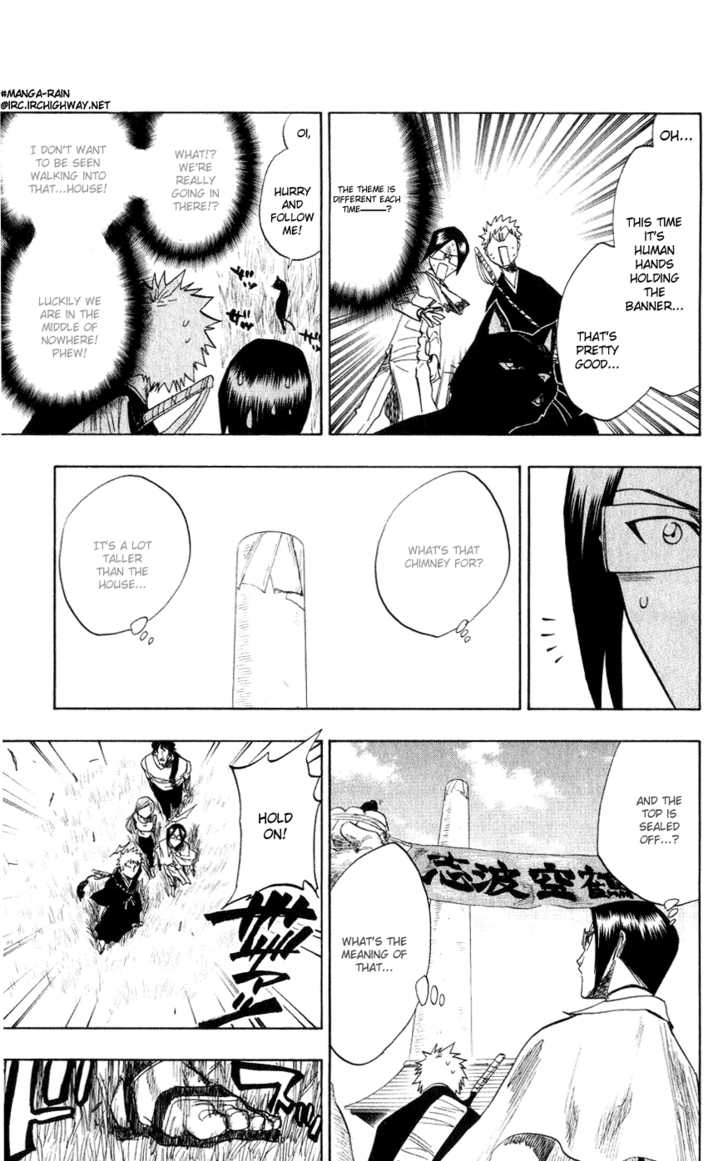 #MANGA-RAIN
@IRC.IRCHIGHWAY.NET
OH...
THIS TIME
IT'S
HUMAN
HANDS
HOLDING
THE
BANNER...
THAT'S
PRETTY
GOOD...
THE THEME IS
DIFFERENT EACH
TIME——?
OI,
HURRY
AND
FOLLOW
ME!
WHAT!?
WE'RE
REALLY
GOING IN
THERE!?
I DON'T WANT
TO BE SEEN
WALKING INTO
THAT...HOUSE!
LUCKILY WE
ARE IN THE
MIDDLE OF
NOWHERE!
PHEW!
WHAT'S THAT
CHIMNEY FOR?
IT'S A LOT
TALLER
THAN THE
HOUSE...
AND THE
TOP IS
SEALED
OFF...?
志波空鶴
WHAT'S THE
MEANING OF
THAT...
HOLD
ON!